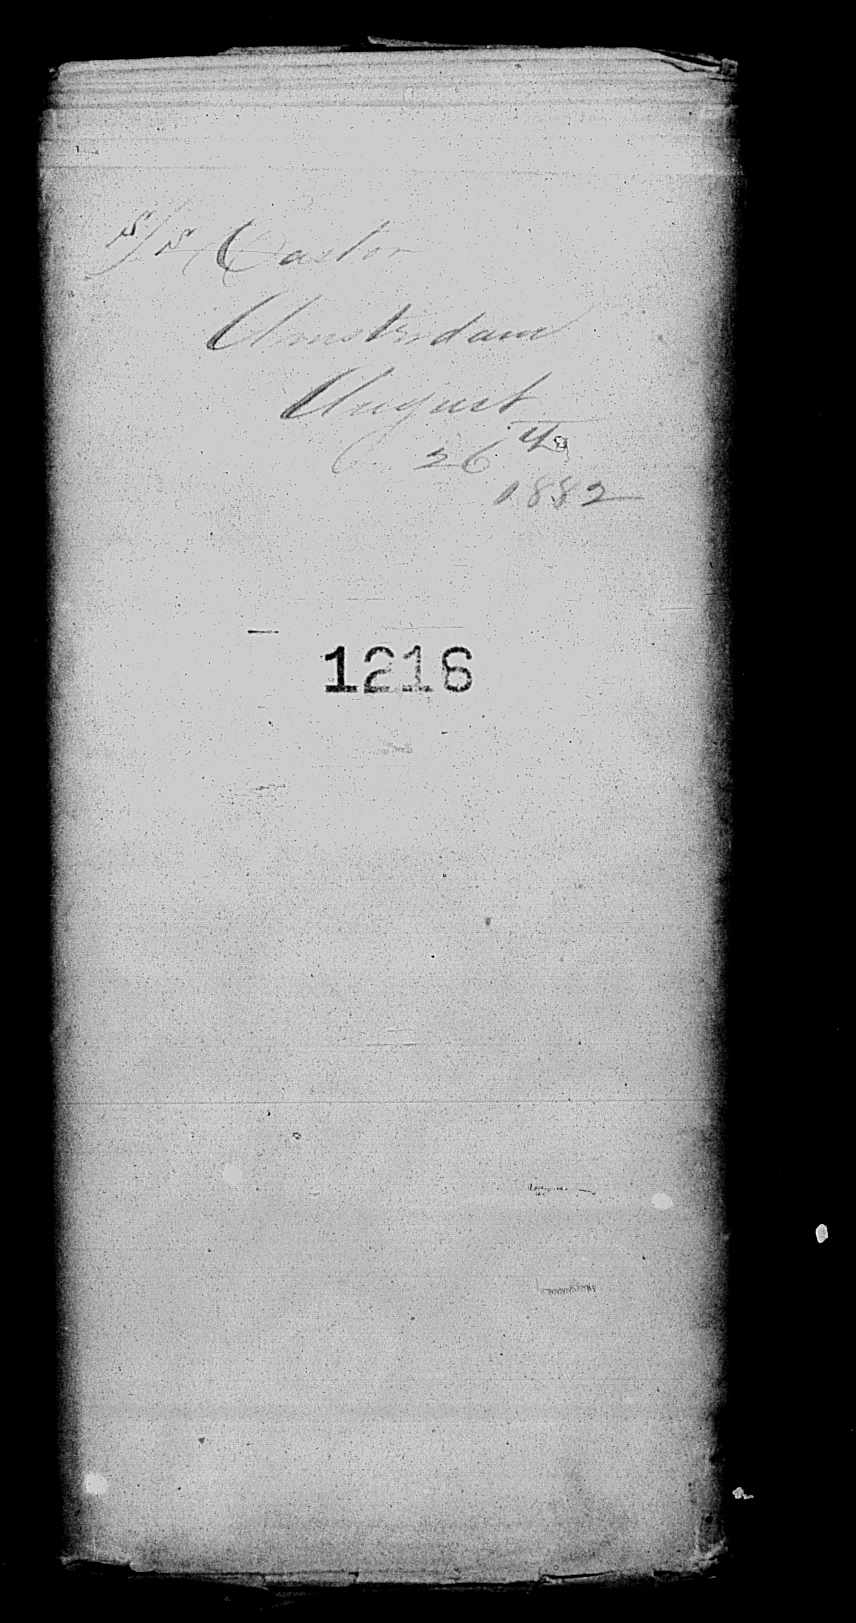 S/S Castor
Amsterdam
August
26th
1882
1216